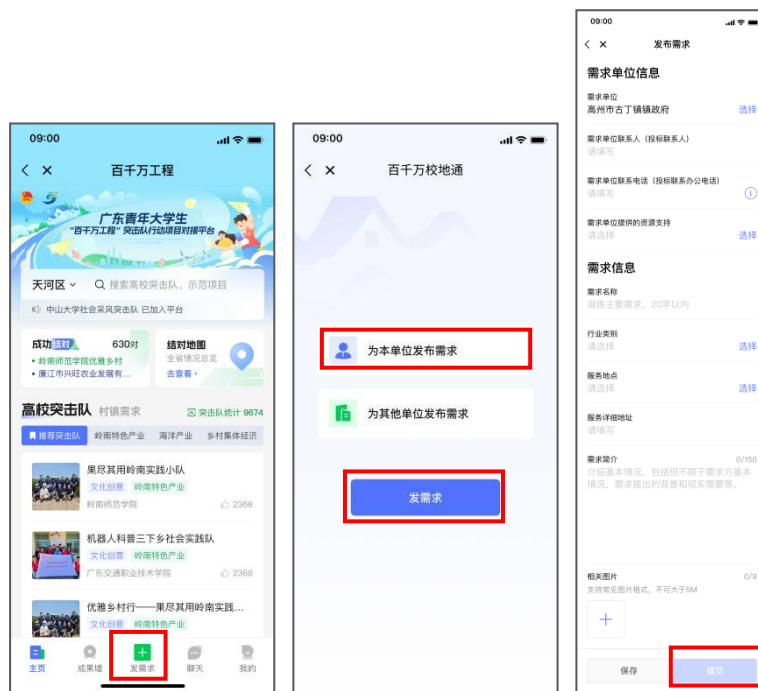 09:00
百千万工程
广东青年大学生
"百千万工程"突击队行动项目对接平台
天河区
搜索高校突击队、示范项目
中山大学社会采风突击队 已加入平台
成功结对
630对
• 岭南师范学院优雅乡村
• 廉江市兴旺农业发展有...
结对地图
全省情况总览
去查看 ›
高校突击队 村镇需求
突击队统计 9674
推荐突击队 岭南特色产业 海洋产业 乡村集体经济
果尽其用岭南实践小队
文化创意 岭南特色产业
岭南师范学院 2368
机器人科普三下乡社会实践队
文化创意 岭南特色产业
广东交通职业技术学院 2368
优雅乡村行——果尽其用岭南实践...
文化创意 岭南特色产业
主页 成果墙 发需求 聊天 我的
09:00
百千万校地通
为本单位发布需求
为其他单位发布需求
发需求
09:00
发布需求
需求单位信息
需求单位
高州市古丁镇镇政府 选择
需求单位联系人（投标联系人）
请填写
需求单位联系电话（投标联系办公电话）
请填写
需求单位提供的资源支持
请选择 选择
需求信息
需求名称
凝练主要需求，20字以内
行业类别
请选择 选择
服务地点
请选择 选择
服务详细地址
请填写
需求简介 0/150
介绍基本情况，包括但不限于需求方基本
情况、需求提出的背景和现实需要等。
相关图片 0/9
支持常见图片格式，不可大于5M
保存 提交